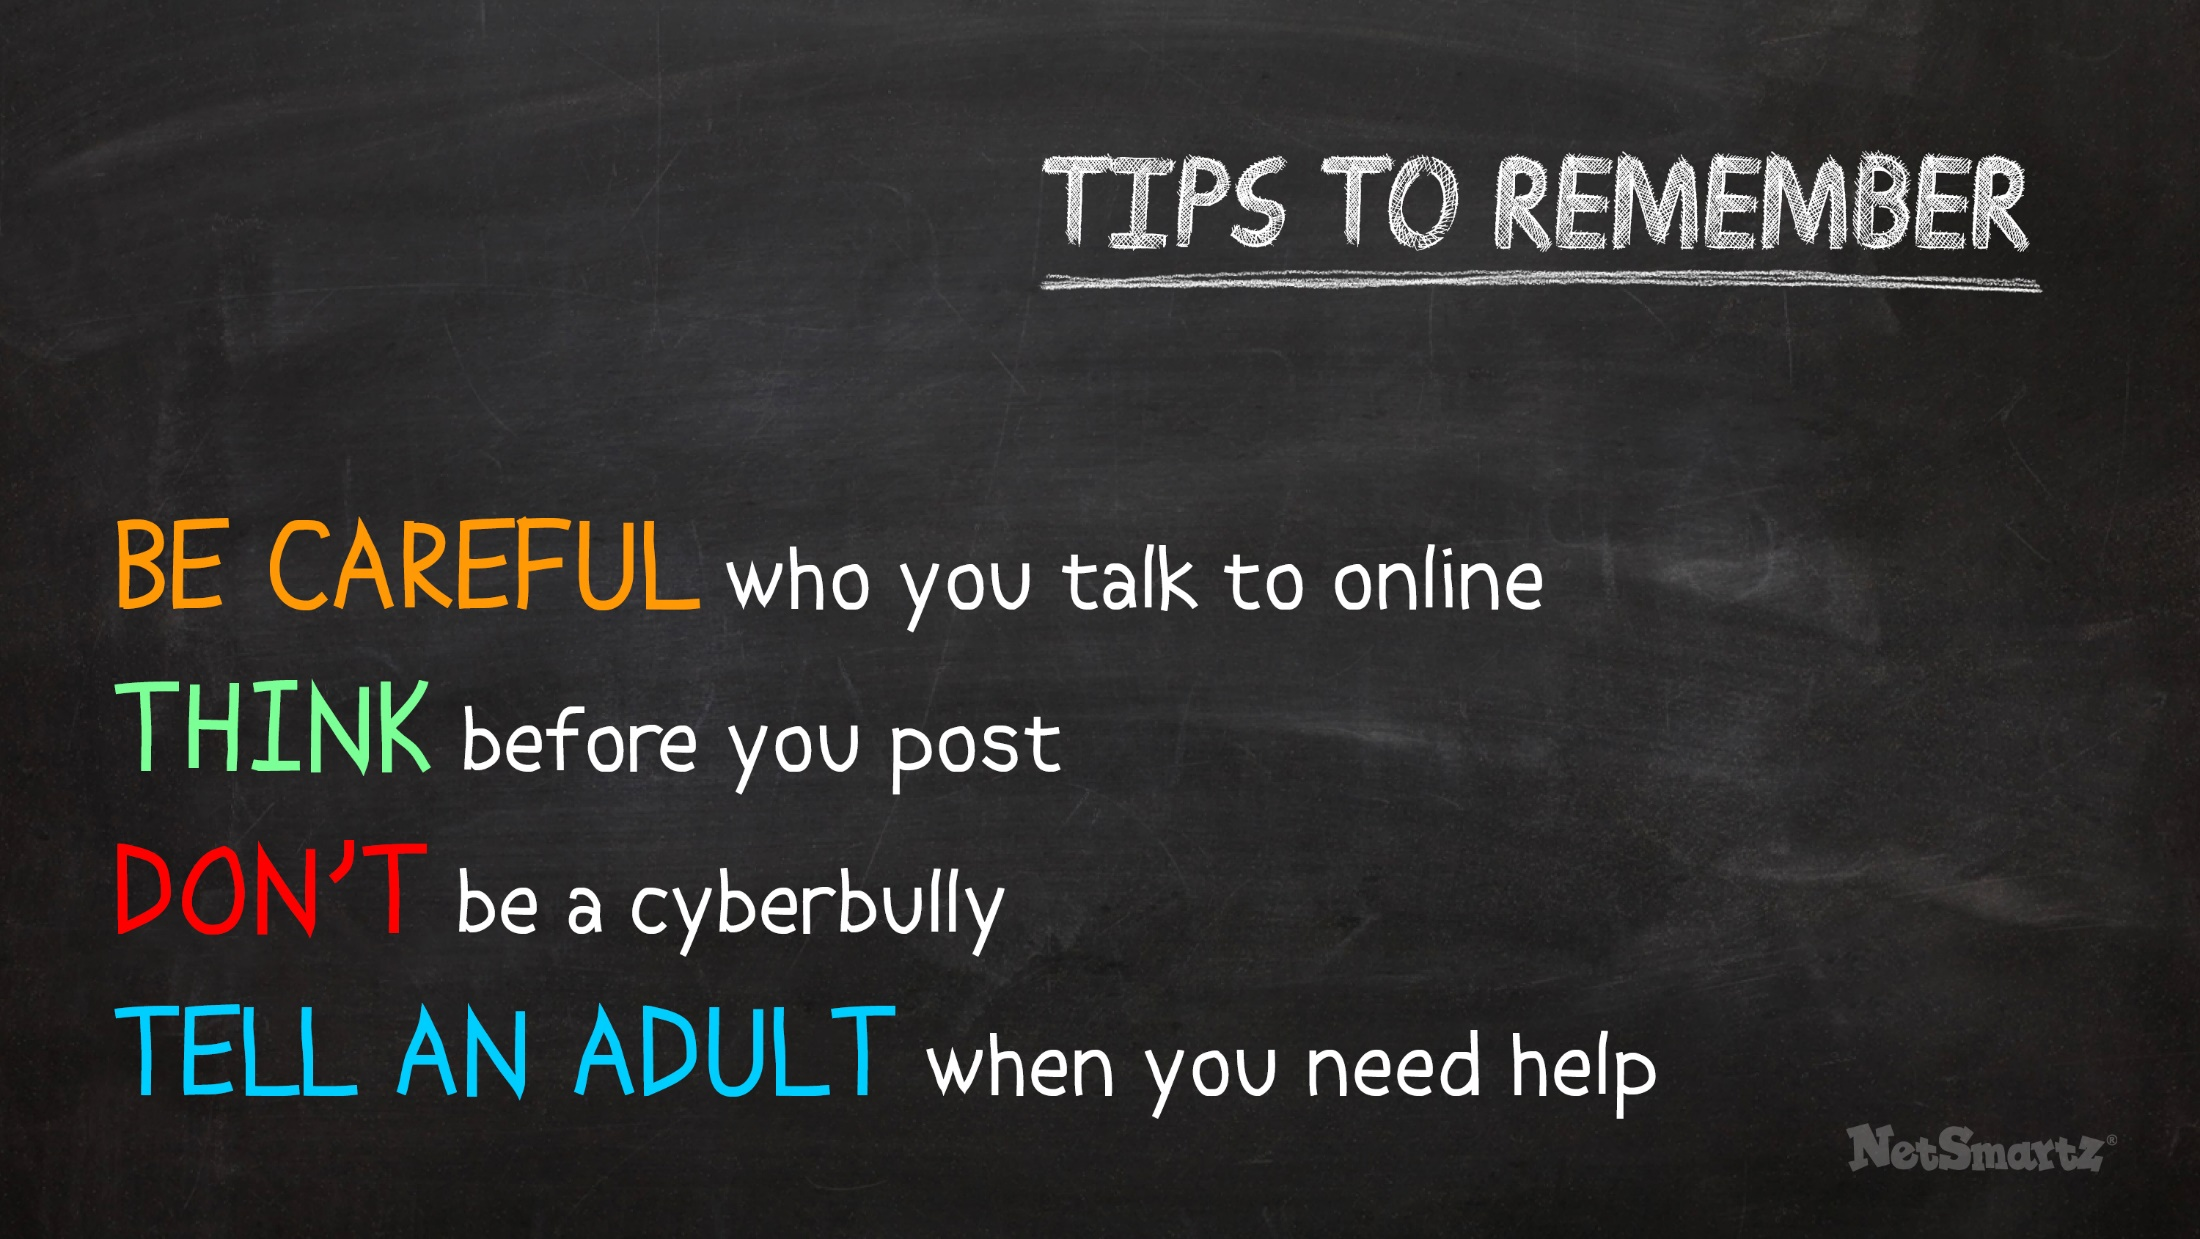 TIPS TO REMEMBER
BE CAREFUL who you talk to online
THINK before you post
DON'T be a cyberbully
TELL AN ADULT when you need help
NetSmartz®